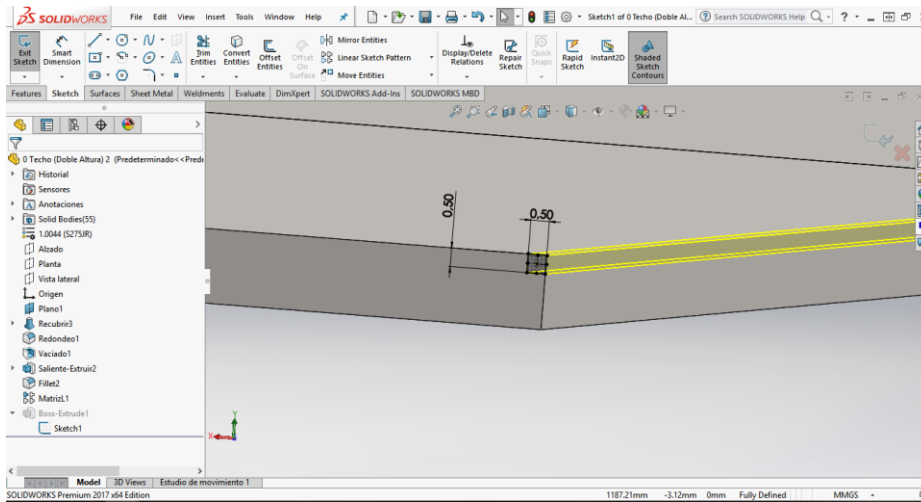 SOLIDWORKS File Edit View Insert Tools Window Help Sketch1 of 0 Techo (Doble Al... Search SOLIDWORKS Help
Exit Sketch
Smart Dimension
Trim Entities
Convert Entities
Offset Entities
Offset On Surface
Mirror Entities
Linear Sketch Pattern
Move Entities
Display/Delete Relations
Repair Sketch
Quick Snaps
Rapid Sketch
Instant2D
Shaded Sketch Contours
Features Sketch Surfaces Sheet Metal Weldments Evaluate DimXpert SOLIDWORKS Add-Ins SOLIDWORKS MBD
0 Techo (Doble Altura) 2 (Predeterminado<<Prede
Historial
Sensores
Anotaciones
Solid Bodies(55)
1.0044 (S275JR)
Alzado
Planta
Vista lateral
Origen
Plano1
Recubrir3
Redondeo1
Vaciado1
Saliente-Extruir2
Fillet2
MatrizL1
Boss-Extrude1
Sketch1
0,50
0,50
Y
X
Model 3D Views Estudio de movimiento 1
SOLIDWORKS Premium 2017 x64 Edition 1187.21mm -3.12mm 0mm Fully Defined MMGS